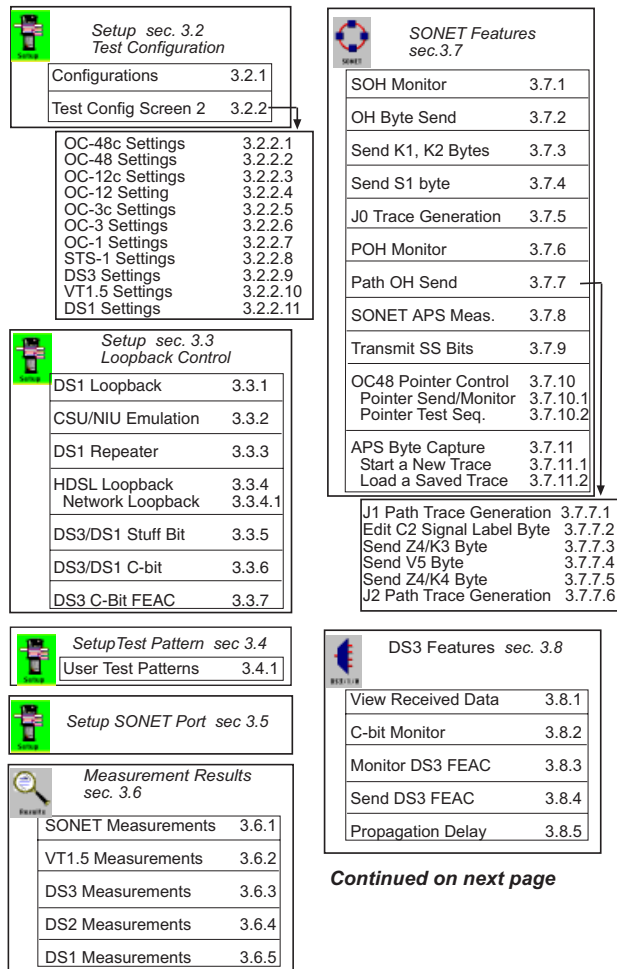 Setup sec. 3.2
Test Configuration
Setup
Configurations 3.2.1
Test Config Screen 2 3.2.2
OC-48c Settings 3.2.2.1
OC-48 Settings 3.2.2.2
OC-12c Settings 3.2.2.3
OC-12 Setting 3.2.2.4
OC-3c Settings 3.2.2.5
OC-3 Settings 3.2.2.6
OC-1 Settings 3.2.2.7
STS-1 Settings 3.2.2.8
DS3 Settings 3.2.2.9
VT1.5 Settings 3.2.2.10
DS1 Settings 3.2.2.11
Setup sec. 3.3
Loopback Control
Setup
DS1 Loopback 3.3.1
CSU/NIU Emulation 3.3.2
DS1 Repeater 3.3.3
HDSL Loopback 3.3.4
Network Loopback 3.3.4.1
DS3/DS1 Stuff Bit 3.3.5
DS3/DS1 C-bit 3.3.6
DS3 C-Bit FEAC 3.3.7
SetupTest Pattern sec 3.4
Setup
User Test Patterns 3.4.1
Setup SONET Port sec 3.5
Setup
Measurement Results
sec. 3.6
Results
SONET Measurements 3.6.1
VT1.5 Measurements 3.6.2
DS3 Measurements 3.6.3
DS2 Measurements 3.6.4
DS1 Measurements 3.6.5
SONET Features
sec.3.7
SONET
SOH Monitor 3.7.1
OH Byte Send 3.7.2
Send K1, K2 Bytes 3.7.3
Send S1 byte 3.7.4
J0 Trace Generation 3.7.5
POH Monitor 3.7.6
Path OH Send 3.7.7
SONET APS Meas. 3.7.8
Transmit SS Bits 3.7.9
OC48 Pointer Control 3.7.10
Pointer Send/Monitor 3.7.10.1
Pointer Test Seq. 3.7.10.2
APS Byte Capture 3.7.11
Start a New Trace 3.7.11.1
Load a Saved Trace 3.7.11.2
J1 Path Trace Generation 3.7.7.1
Edit C2 Signal Label Byte 3.7.7.2
Send Z4/K3 Byte 3.7.7.3
Send V5 Byte 3.7.7.4
Send Z4/K4 Byte 3.7.7.5
J2 Path Trace Generation 3.7.7.6
DS3 Features sec. 3.8
View Received Data 3.8.1
C-bit Monitor 3.8.2
Monitor DS3 FEAC 3.8.3
Send DS3 FEAC 3.8.4
Propagation Delay 3.8.5
Continued on next page